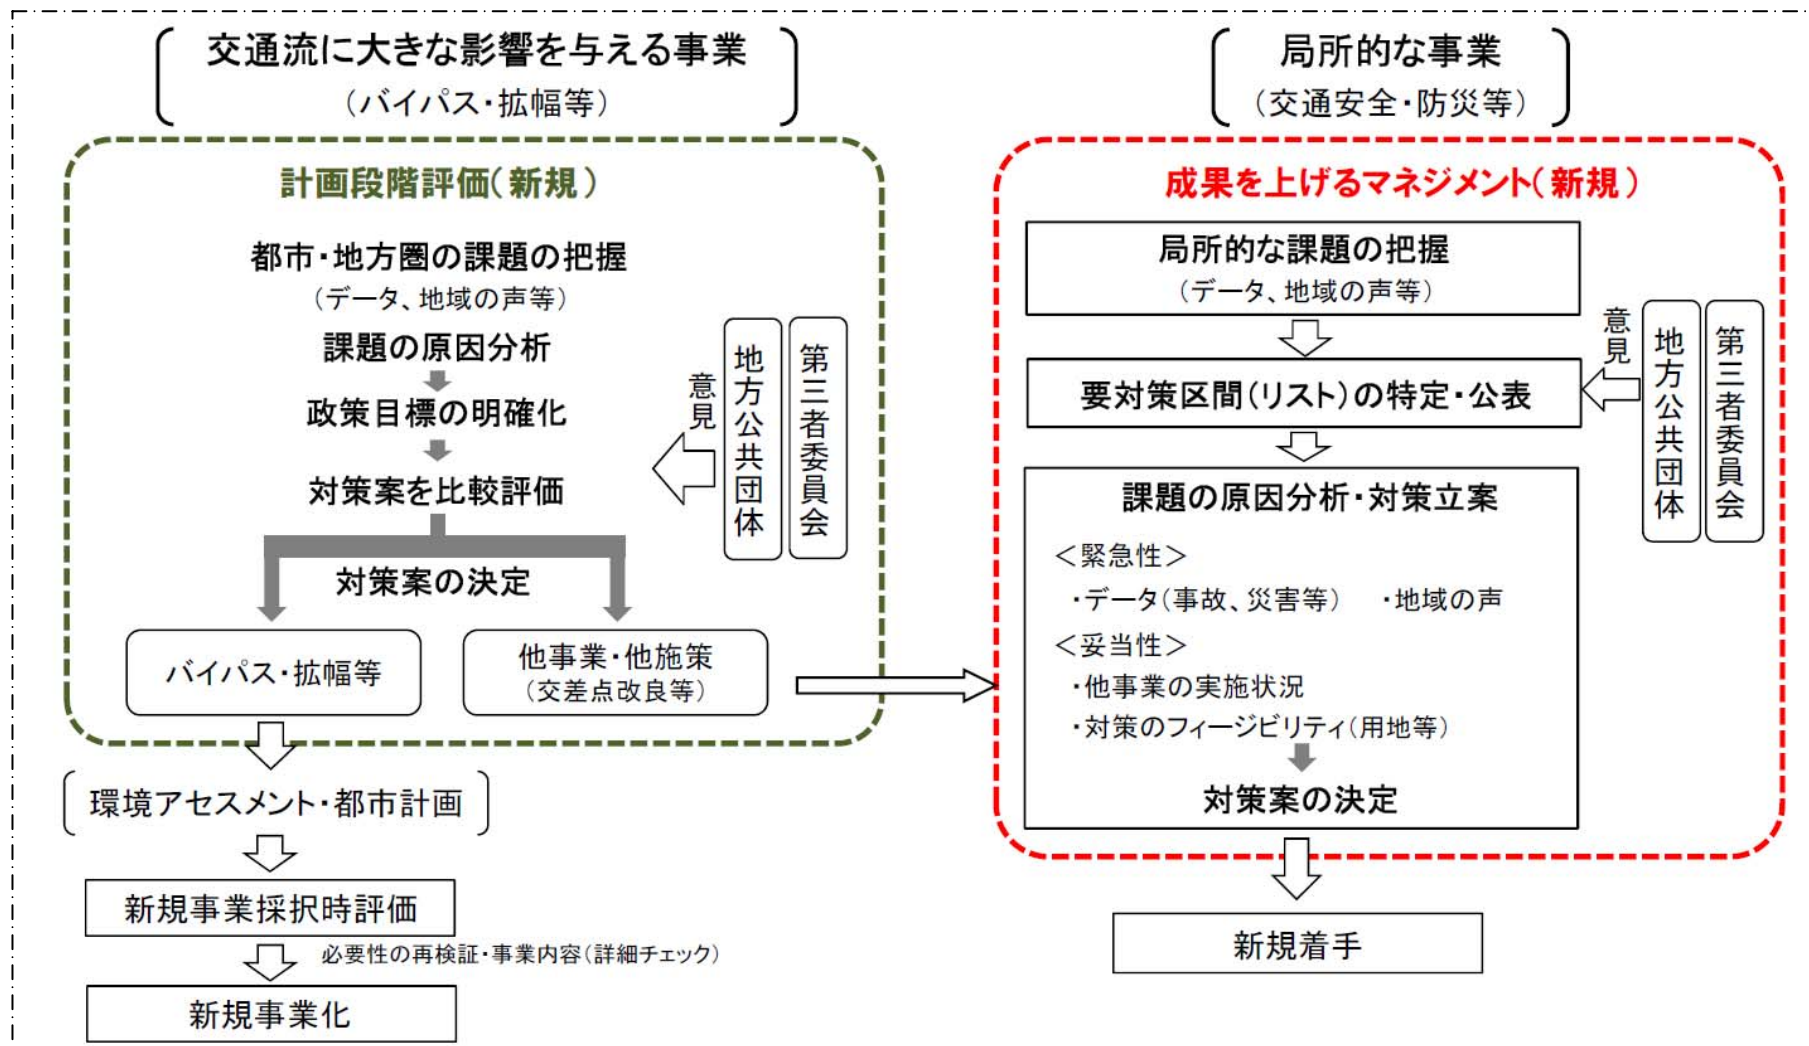 交通流に大きな影響を与える事業
（バイパス・拡幅等）
計画段階評価（新規）
都市・地方圏の課題の把握
（データ、地域の声等）
課題の原因分析
政策目標の明確化
対策案を比較評価
対策案の決定
バイパス・拡幅等
他事業・他施策
（交差点改良等）
意見
地方公共団体
第三者委員会
環境アセスメント・都市計画
新規事業採択時評価
必要性の再検証・事業内容（詳細チェック）
新規事業化
局所的な事業
（交通安全・防災等）
成果を上げるマネジメント（新規）
局所的な課題の把握
（データ、地域の声等）
要対策区間（リスト）の特定・公表
意見
地方公共団体
第三者委員会
課題の原因分析・対策立案
＜緊急性＞
・データ（事故、災害等）　・地域の声
＜妥当性＞
・他事業の実施状況
・対策のフィージビリティ（用地等）
対策案の決定
新規着手